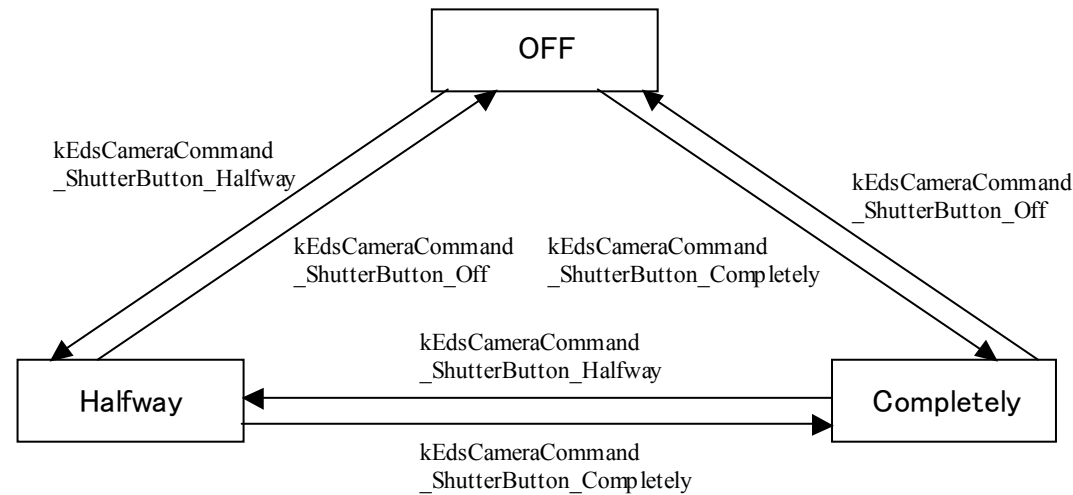 OFF
kEdsCameraCommand
_ShutterButton_Halfway
kEdsCameraCommand
_ShutterButton_Off
kEdsCameraCommand
_ShutterButton_Off
kEdsCameraCommand
_ShutterButton_Completely
kEdsCameraCommand
_ShutterButton_Halfway
Halfway
Completely
kEdsCameraCommand
_ShutterButton_Completely